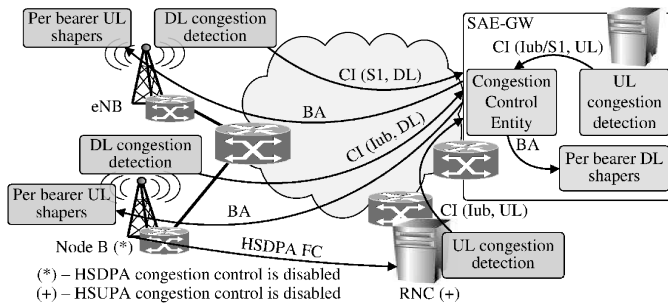 Per bearer UL
shapers
DL congestion
detection
SAE-GW
CI (Iub/S1, UL)
CI (S1, DL)
eNB
BA
Congestion
Control
Entity
UL
congestion
detection
DL congestion
detection
CI (Iub, DL)
BA
Per bearer DL
shapers
Per bearer UL
shapers
BA
CI (Iub, UL)
Node B (*)
HSDPA FC
UL congestion
detection
(*) – HSDPA congestion control is disabled
(+) – HSUPA congestion control is disabled
RNC (+)